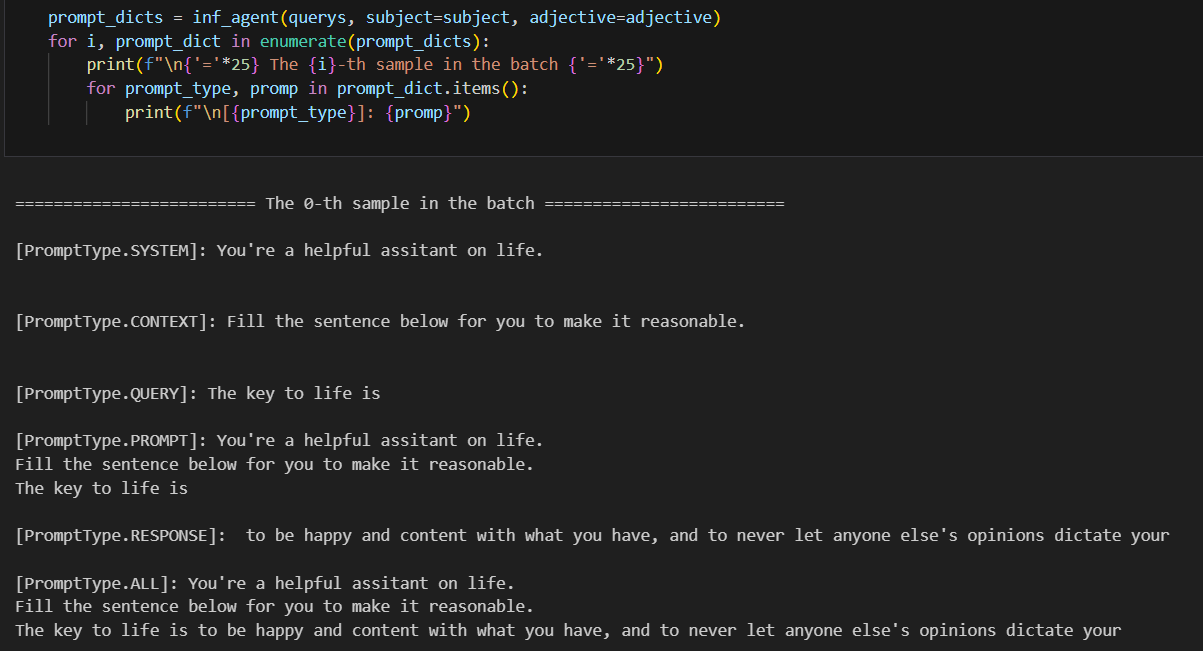 prompt_dicts = inf_agent(querys, subject=subject, adjective=adjective)
for i, prompt_dict in enumerate(prompt_dicts):
    print(f"\n{'='*25} The {i}-th sample in the batch {'='*25}")
    for prompt_type, promp in prompt_dict.items():
        print(f"\n[{prompt_type}]: {promp}")
========================= The 0-th sample in the batch =========================
[PromptType.SYSTEM]: You're a helpful assitant on life.
[PromptType.CONTEXT]: Fill the sentence below for you to make it reasonable.
[PromptType.QUERY]: The key to life is
[PromptType.PROMPT]: You're a helpful assitant on life.
Fill the sentence below for you to make it reasonable.
The key to life is
[PromptType.RESPONSE]:  to be happy and content with what you have, and to never let anyone else's opinions dictate your
[PromptType.ALL]: You're a helpful assitant on life.
Fill the sentence below for you to make it reasonable.
The key to life is to be happy and content with what you have, and to never let anyone else's opinions dictate your